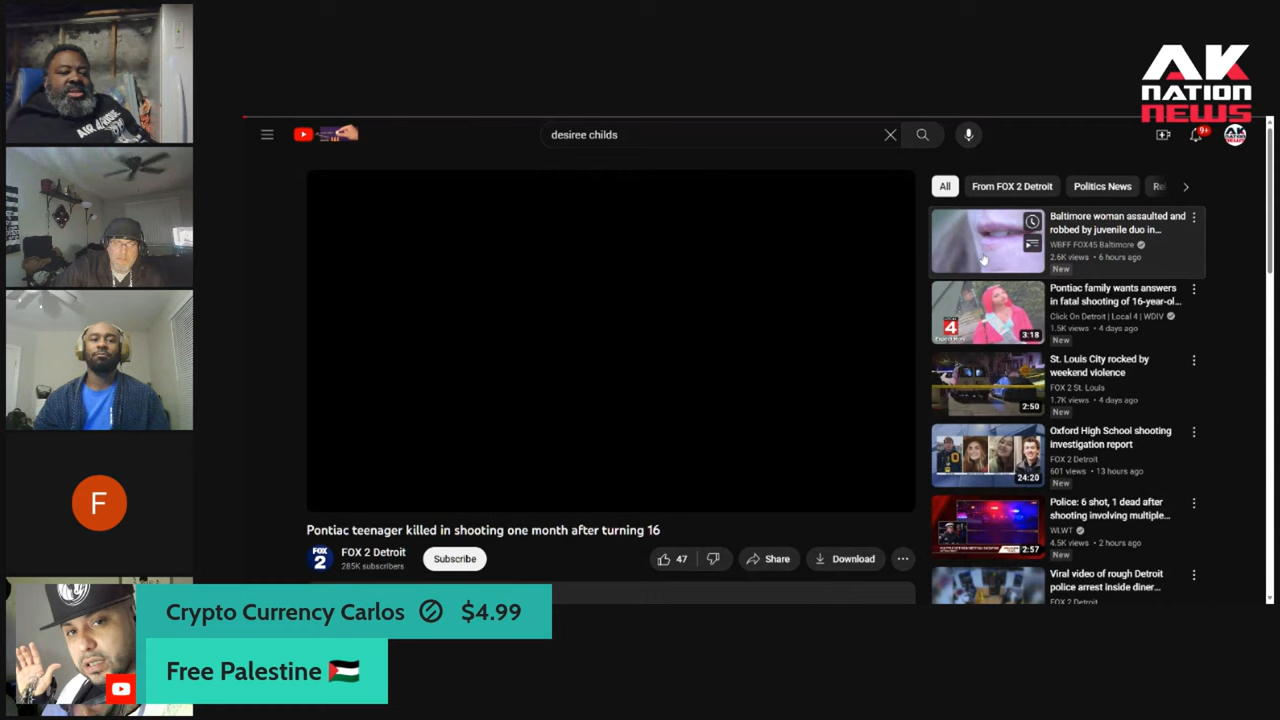 AK
NATION
NEWS
desiree childs
9+
All
From FOX 2 Detroit
Politics News
Baltimore woman assaulted and
robbed by juvenile duo in...
WBFF FOX45 Baltimore
2.6K views • 6 hours ago
New
Pontiac family wants answers
in fatal shooting of 16-year-ol...
Click On Detroit | Local 4 | WDIV
1.5K views • 4 days ago
New
4
3:18
St. Louis City rocked by
weekend violence
FOX 2 St. Louis
1.7K views • 4 days ago
New
2:50
Oxford High School shooting
investigation report
FOX 2 Detroit
601 views • 13 hours ago
New
24:20
Police: 6 shot, 1 dead after
shooting involving multiple...
WLWT
4.5K views • 2 hours ago
New
2:57
Viral video of rough Detroit
police arrest inside diner...
FOX 2 Detroit
Pontiac teenager killed in shooting one month after turning 16
FOX 2
FOX 2 Detroit
285K subscribers
Subscribe
47
Share
Download
F
Crypto Currency Carlos $4.99
Free Palestine 🇵🇸